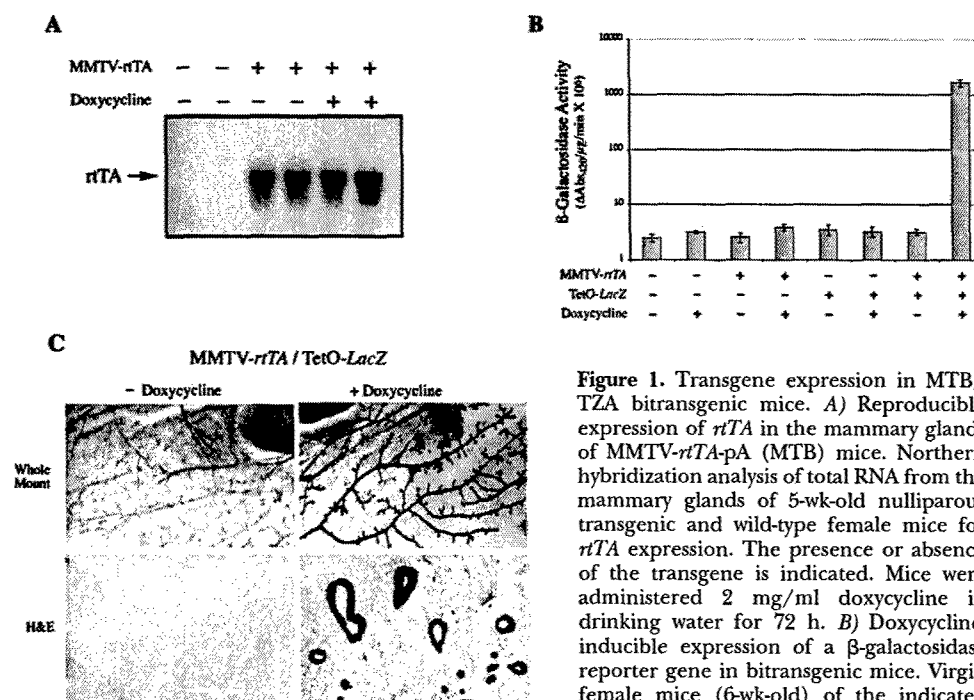 A
MMTV-rtTA − − + + + +
Doxycycline − − − − + +
rtTA
B
10000
1000
100
10
1
ß-Galactosidase Activity
(ΔAbs₄₂₀/µg/min X 10⁶)
MMTV-rtTA − − + + − − + +
TetO-LacZ − − − − + + + +
Doxycycline − + − + − + − +
C
MMTV-rtTA / TetO-LacZ
− Doxycycline
+ Doxycycline
Whole
Mount
H&E
Figure 1. Transgene expression in MTB/
TZA bitransgenic mice. A) Reproducibl
expression of rtTA in the mammary gland
of MMTV-rtTA-pA (MTB) mice. Norther
hybridization analysis of total RNA from th
mammary glands of 5-wk-old nulliparou
transgenic and wild-type female mice fo
rtTA expression. The presence or absenc
of the transgene is indicated. Mice wer
administered 2 mg/ml doxycycline i
drinking water for 72 h. B) Doxycyclin
inducible expression of a β-galactosidas
reporter gene in bitransgenic mice. Virgi
female mice (6-wk-old) of the indicate